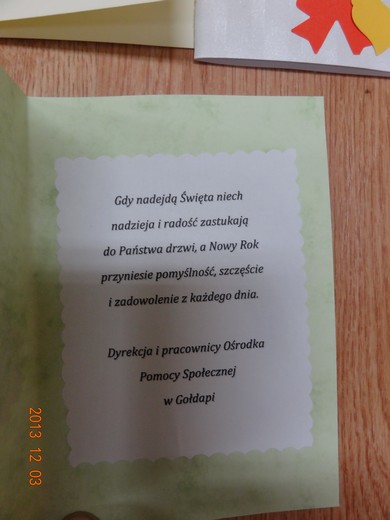 Gdy nadejdą Święta niech
nadzieja i radość zastukają
do Państwa drzwi, a Nowy Rok
przyniesie pomyślność, szczęście
i zadowolenie z każdego dnia.
Dyrekcja i pracownicy Ośrodka
Pomocy Społecznej
w Gołdapi
2013 12 03